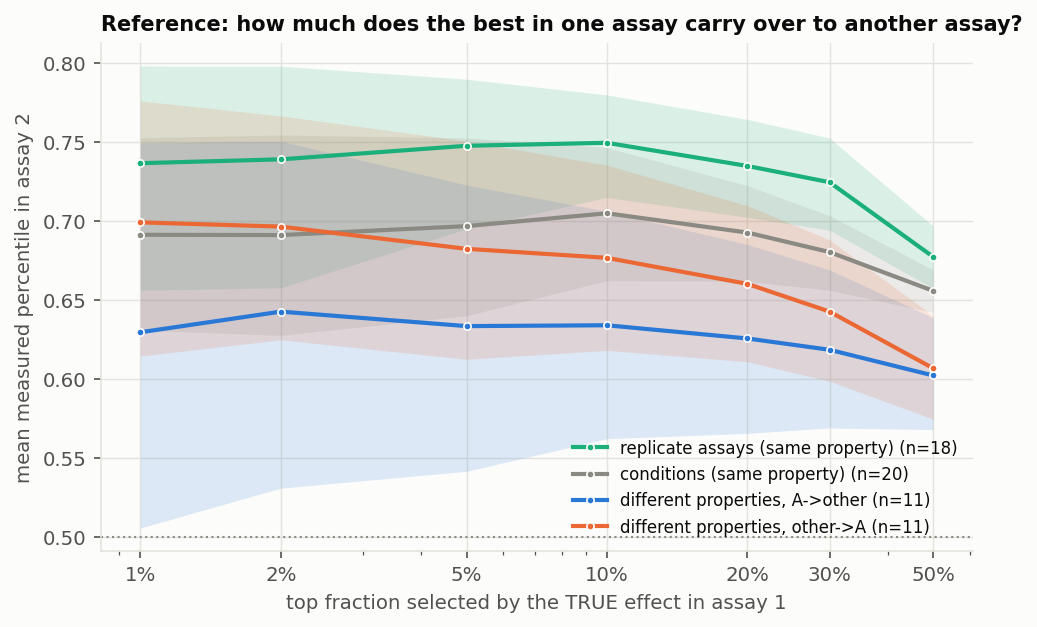 Reference: how much does the best in one assay carry over to another assay?
mean measured percentile in assay 2
0.80
0.75
0.70
0.65
0.60
0.55
0.50
replicate assays (same property) (n=18)
conditions (same property) (n=20)
different properties, A->other (n=11)
different properties, other->A (n=11)
1% 2% 5% 10% 20% 30% 50%
top fraction selected by the TRUE effect in assay 1